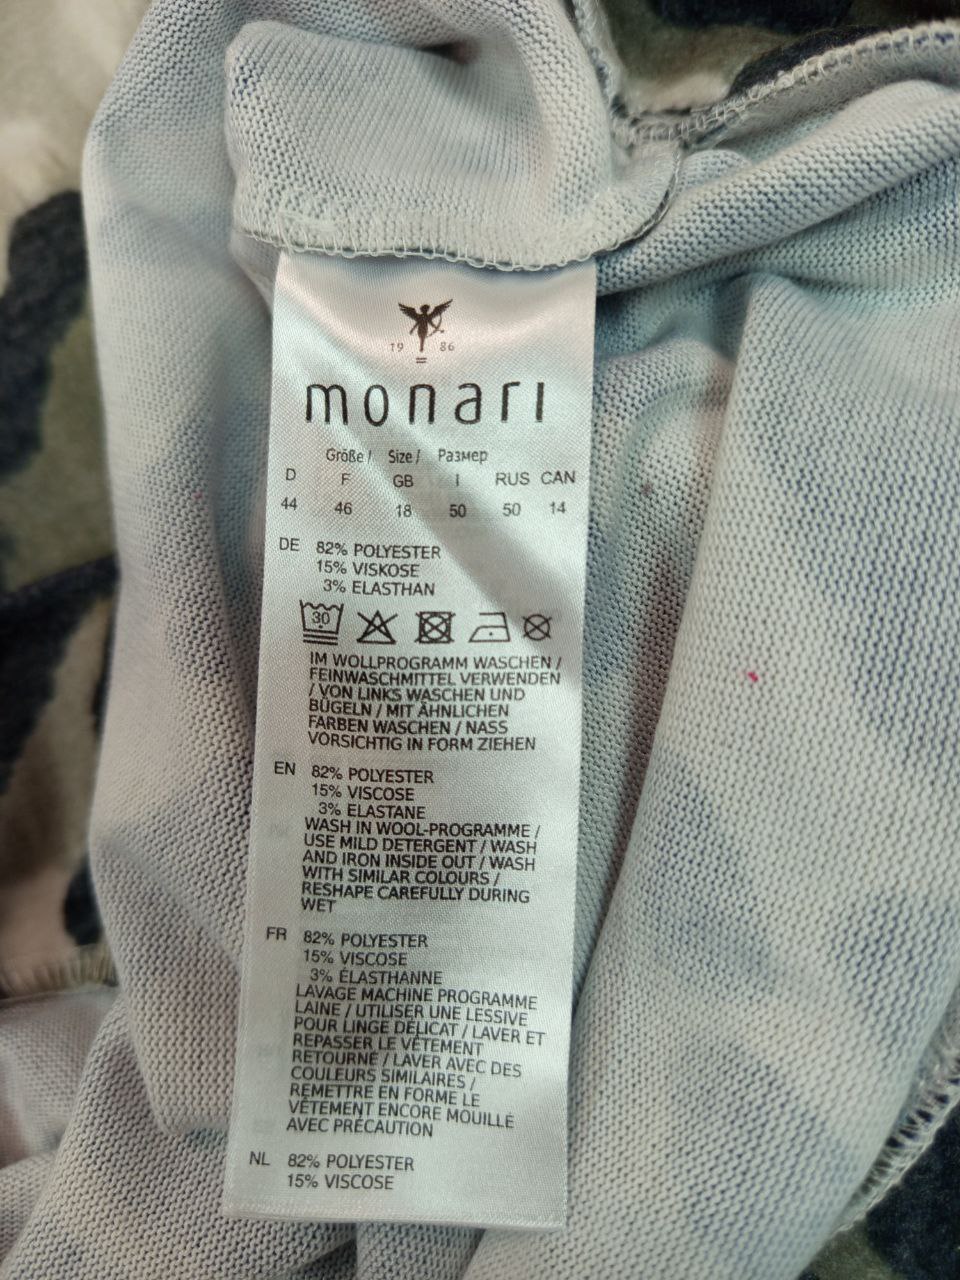 19 86
monari
Größe / Size / Размер
D F GB I RUS CAN
44 46 18 50 50 14
DE 82% POLYESTER
15% VISKOSE
3% ELASTHAN
30
IM WOLLPROGRAMM WASCHEN /
FEINWASCHMITTEL VERWENDEN
/ VON LINKS WASCHEN UND
BÜGELN / MIT ÄHNLICHEN
FARBEN WASCHEN / NASS
VORSICHTIG IN FORM ZIEHEN
EN 82% POLYESTER
15% VISCOSE
3% ELASTANE
WASH IN WOOL-PROGRAMME /
USE MILD DETERGENT / WASH
AND IRON INSIDE OUT / WASH
WITH SIMILAR COLOURS /
RESHAPE CAREFULLY DURING
WET
FR 82% POLYESTER
15% VISCOSE
3% ÉLASTHANNE
LAVAGE MACHINE PROGRAMME
LAINE / UTILISER UNE LESSIVE
POUR LINGE DÉLICAT / LAVER ET
REPASSER LE VÊTEMENT
RETOURNÉ / LAVER AVEC DES
COULEURS SIMILAIRES /
REMETTRE EN FORME LE
VÊTEMENT ENCORE MOUILLÉ
AVEC PRÉCAUTION
NL 82% POLYESTER
15% VISCOSE